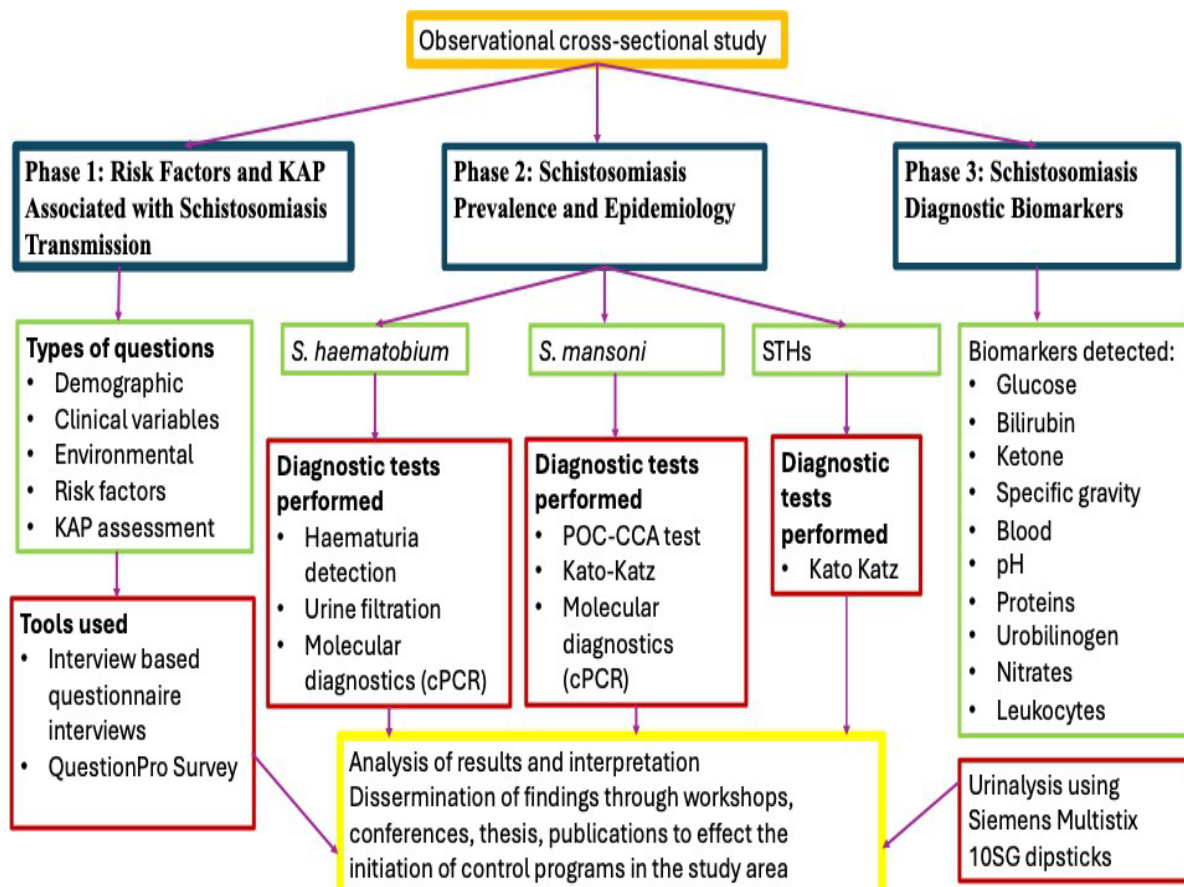 Observational cross-sectional study
Phase 1: Risk Factors and KAP
Associated with Schistosomiasis
Transmission
Phase 2: Schistosomiasis
Prevalence and Epidemiology
Phase 3: Schistosomiasis
Diagnostic Biomarkers
Types of questions
• Demographic
• Clinical variables
• Environmental
• Risk factors
• KAP assessment
Tools used
• Interview based
questionnaire
interviews
• QuestionPro Survey
S. haematobium
Diagnostic tests
performed
• Haematuria
detection
• Urine filtration
• Molecular
diagnostics (cPCR)
S. mansoni
Diagnostic tests
performed
• POC-CCA test
• Kato-Katz
• Molecular
diagnostics
(cPCR)
STHs
Diagnostic
tests
performed
• Kato Katz
Biomarkers detected:
• Glucose
• Bilirubin
• Ketone
• Specific gravity
• Blood
• pH
• Proteins
• Urobilinogen
• Nitrates
• Leukocytes
Urinalysis using
Siemens Multistix
10SG dipsticks
Analysis of results and interpretation
Dissemination of findings through workshops,
conferences, thesis, publications to effect the
initiation of control programs in the study area